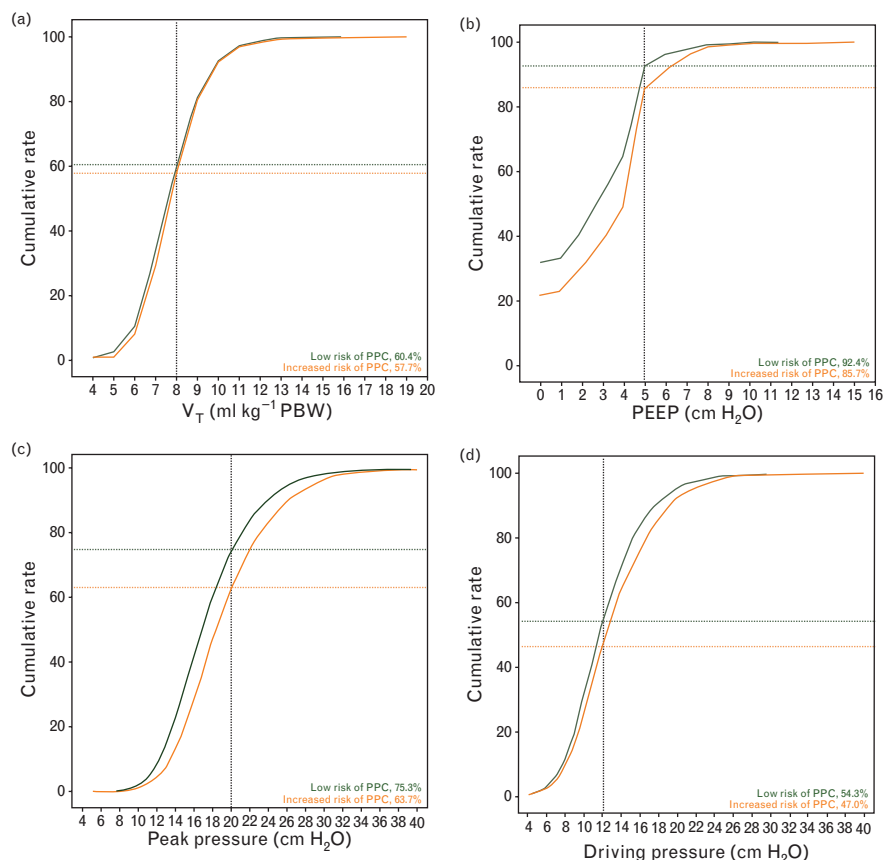 (a)
Cumulative rate
100
80
60
40
20
0
Low risk of PPC, 60.4%
Increased risk of PPC, 57.7%
4 5 6 7 8 9 10 11 12 13 14 15 16 17 18 19 20
V_T (ml kg⁻¹ PBW)
(b)
Cumulative rate
100
80
60
40
20
0
Low risk of PPC, 92.4%
Increased risk of PPC, 85.7%
0 1 2 3 4 5 6 7 8 9 10 11 12 13 14 15 16
PEEP (cm H₂O)
(c)
Cumulative rate
100
80
60
40
20
0
Low risk of PPC, 75.3%
Increased risk of PPC, 63.7%
4 6 8 10 12 14 16 18 20 22 24 26 28 30 32 34 36 38 40
Peak pressure (cm H₂O)
(d)
Cumulative rate
100
80
60
40
20
0
Low risk of PPC, 54.3%
Increased risk of PPC, 47.0%
4 6 8 10 12 14 16 18 20 22 24 26 28 30 32 34 36 38 40
Driving pressure (cm H₂O)